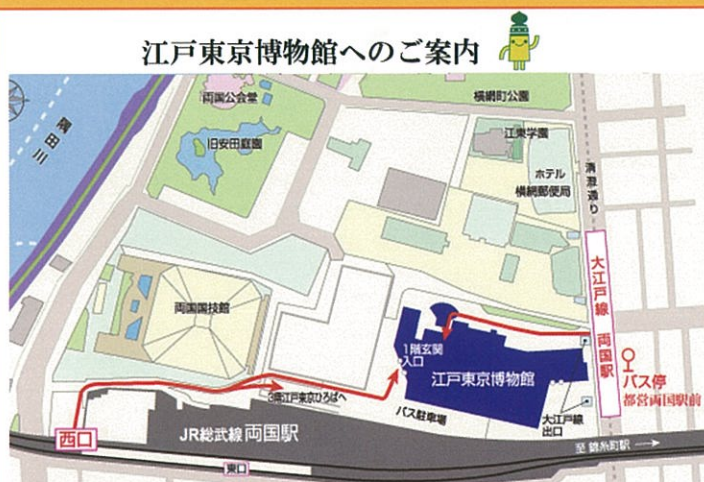 江戸東京博物館へのご案内
両国公会堂
横網町公園
隅田川
旧安田庭園
江東学園
ホテル
横網郵便局
清澄通り
大江戸線 両国駅
両国国技館
1階玄関
入口
江戸東京博物館
バス停
都営両国駅前
3階江戸東京ひろばへ
バス駐車場
大江戸線
出口
西口
JR総武線 両国駅
東口
至 錦糸町駅